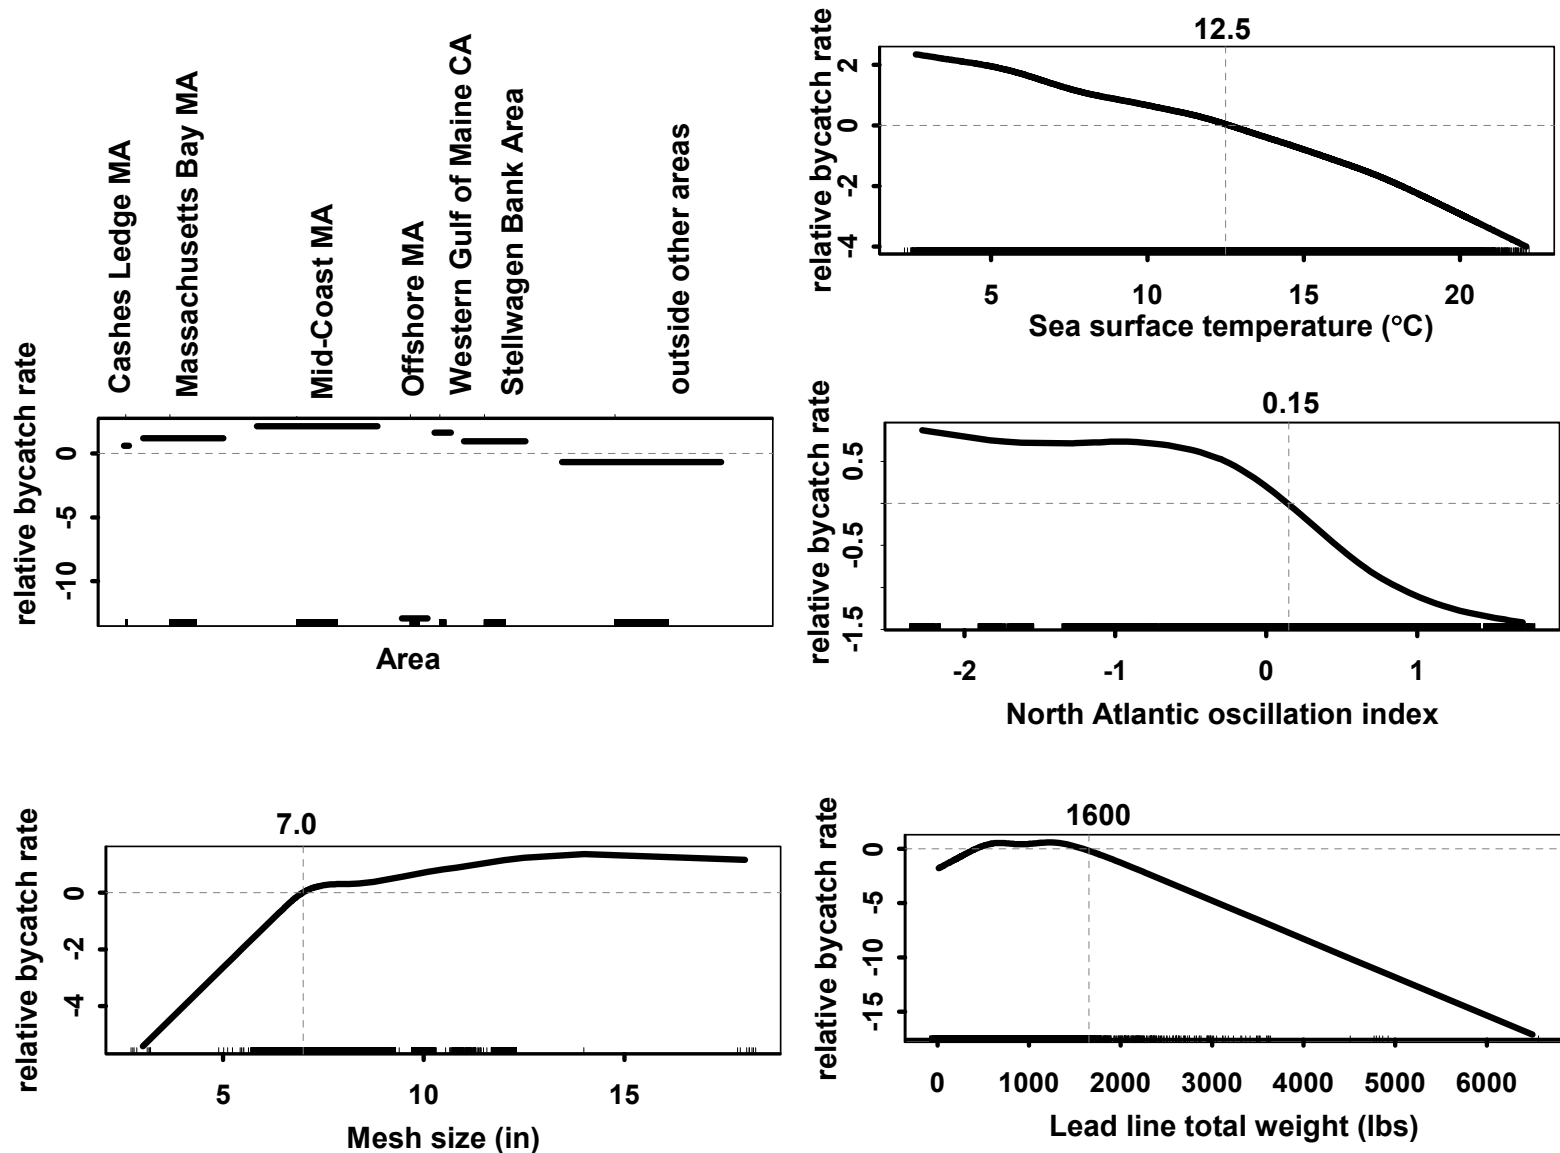 Cashes Ledge MA
Massachusetts Bay MA
Mid-Coast MA
Offshore MA
Western Gulf of Maine CA
Stellwagen Bank Area
outside other areas
relative bycatch rate
0
-5
-10
Area
12.5
relative bycatch rate
2
0
-2
-4
5 10 15 20
Sea surface temperature (°C)
0.15
relative bycatch rate
0.5
-0.5
-1.5
-2 -1 0 1
North Atlantic oscillation index
7.0
relative bycatch rate
0
-2
-4
5 10 15
Mesh size (in)
1600
relative bycatch rate
0
-5
-10
-15
0 1000 2000 3000 4000 5000 6000
Lead line total weight (lbs)